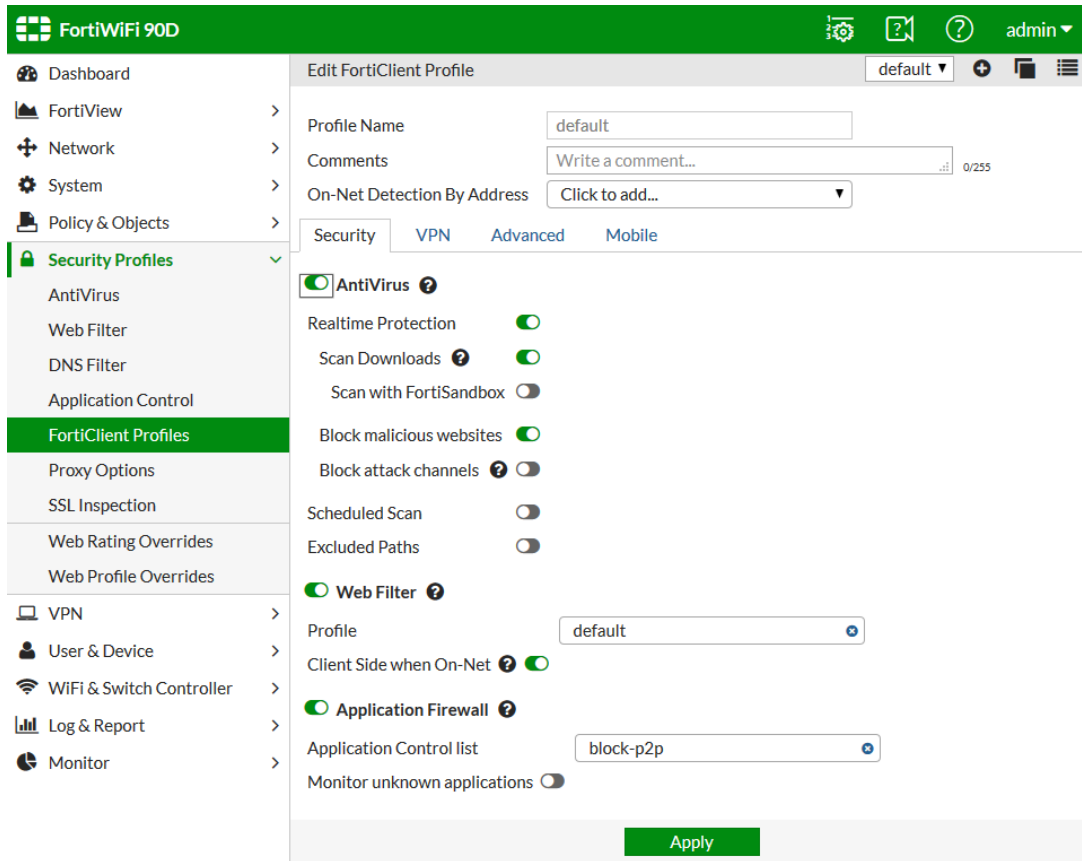 FortiWiFi 90D
admin
Dashboard
FortiView
Network
System
Policy & Objects
Security Profiles
AntiVirus
Web Filter
DNS Filter
Application Control
FortiClient Profiles
Proxy Options
SSL Inspection
Web Rating Overrides
Web Profile Overrides
VPN
User & Device
WiFi & Switch Controller
Log & Report
Monitor
Edit FortiClient Profile
default
Profile Name default
Comments Write a comment... 0/255
On-Net Detection By Address Click to add...
Security VPN Advanced Mobile
AntiVirus
Realtime Protection
Scan Downloads
Scan with FortiSandbox
Block malicious websites
Block attack channels
Scheduled Scan
Excluded Paths
Web Filter
Profile default
Client Side when On-Net
Application Firewall
Application Control list block-p2p
Monitor unknown applications
Apply